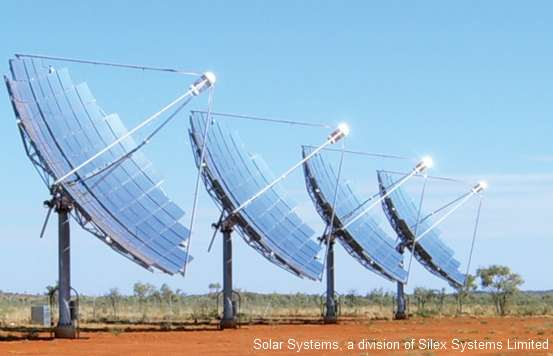 Solar Systems, a division of Silex Systems Limited